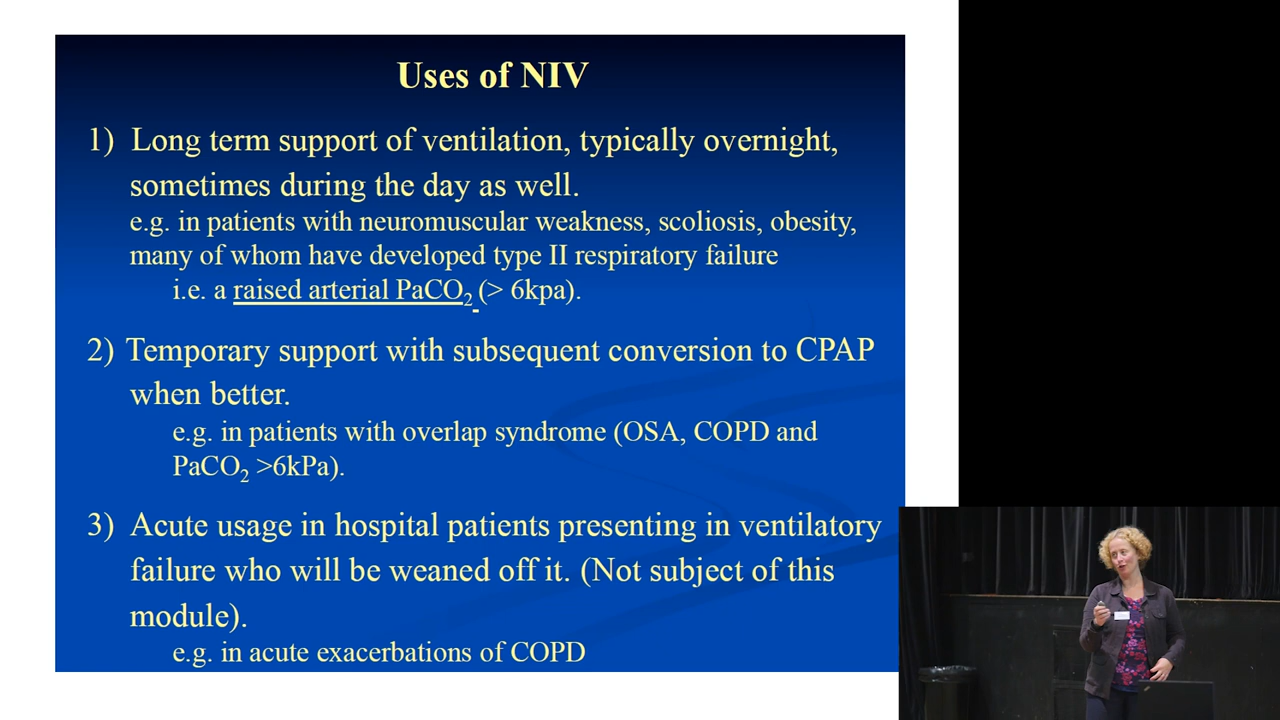 Uses of NIV
1) Long term support of ventilation, typically overnight,
sometimes during the day as well.
e.g. in patients with neuromuscular weakness, scoliosis, obesity,
many of whom have developed type II respiratory failure
i.e. a raised arterial PaCO₂ (> 6kpa).
2) Temporary support with subsequent conversion to CPAP
when better.
e.g. in patients with overlap syndrome (OSA, COPD and
PaCO₂ >6kPa).
3) Acute usage in hospital patients presenting in ventilatory
failure who will be weaned off it. (Not subject of this
module).
e.g. in acute exacerbations of COPD